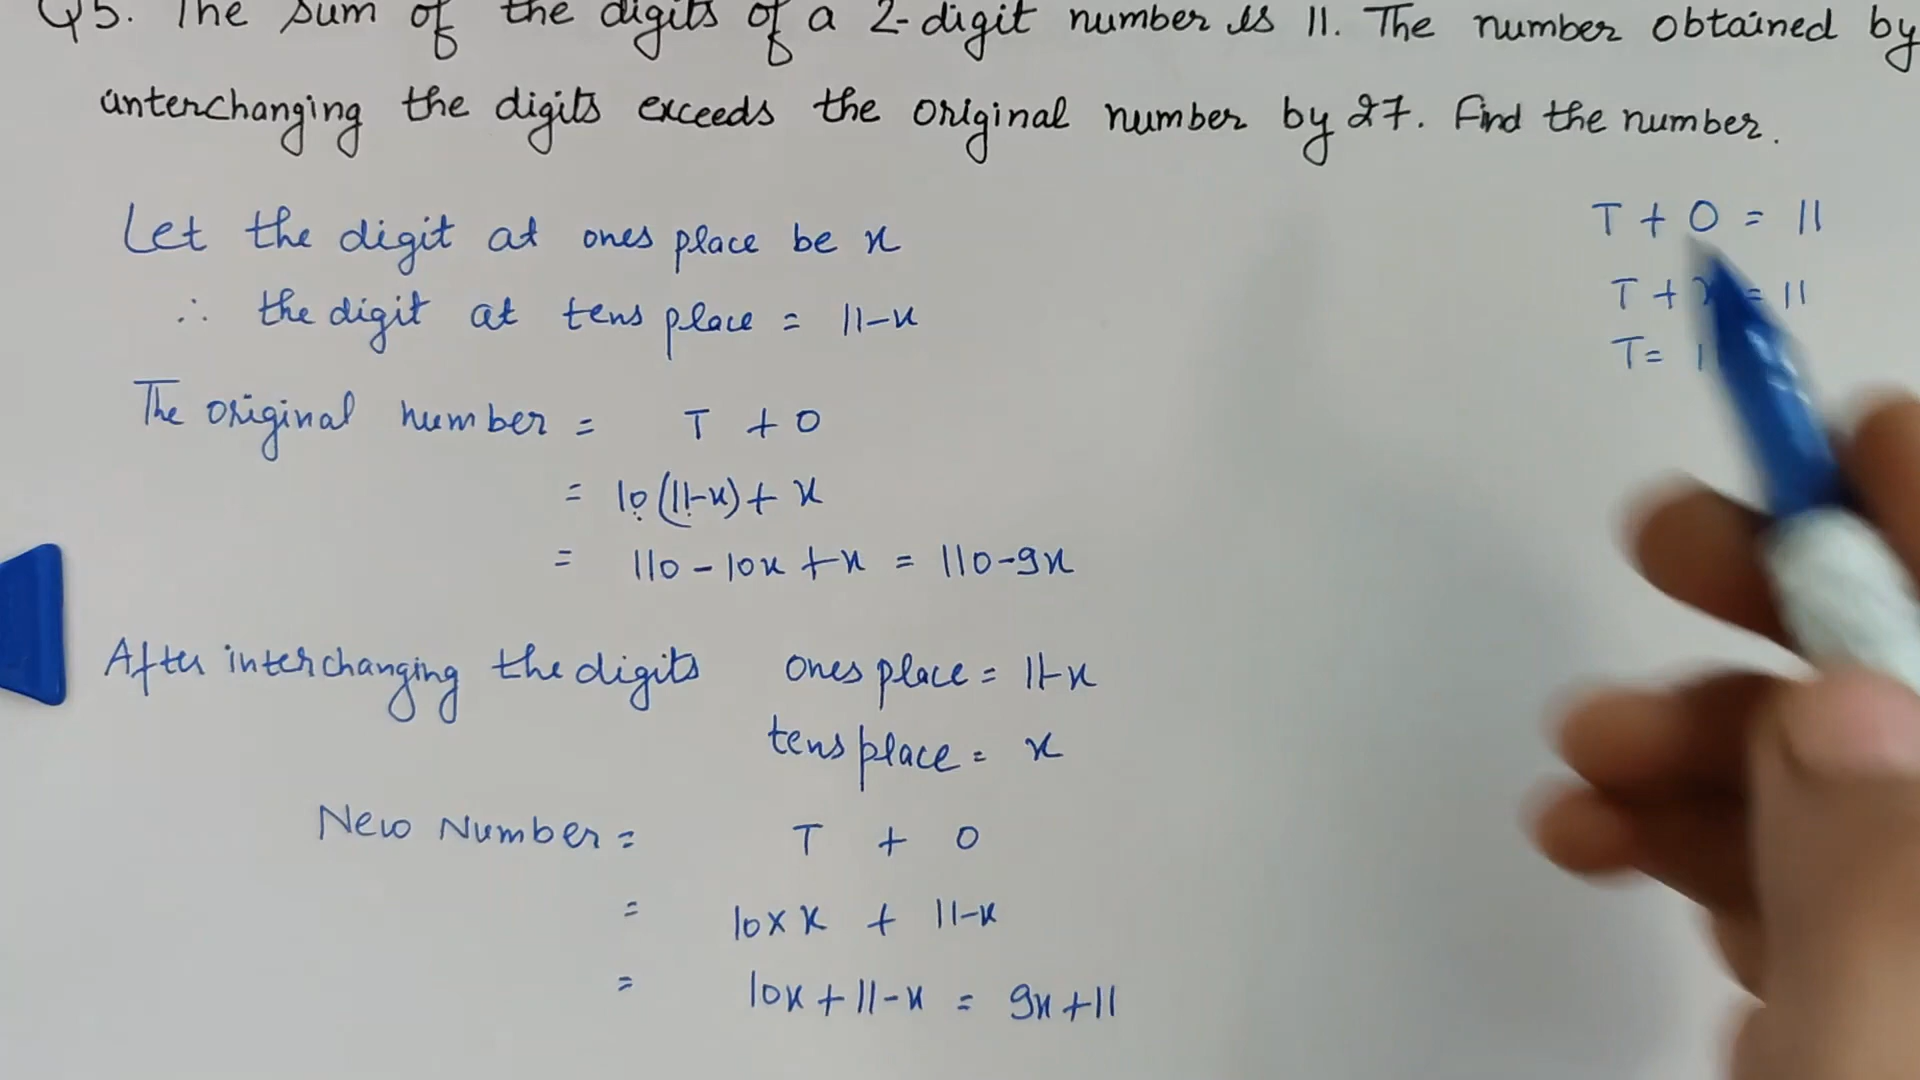 Q5. The sum of the digits of a 2-digit number is 11. The number obtained by
interchanging the digits exceeds the original number by 27. Find the number.
Let the digit at ones place be x
∴ the digit at tens place = 11-x
The original number = T + O
= 10(11-x) + x
= 110 - 10x + x = 110-9x
After interchanging the digits ones place = 11-x
tens place = x
New Number = T + O
= 10 × x + 11-x
= 10x + 11-x = 9x+11
T + O = 11
T + = 11
T =